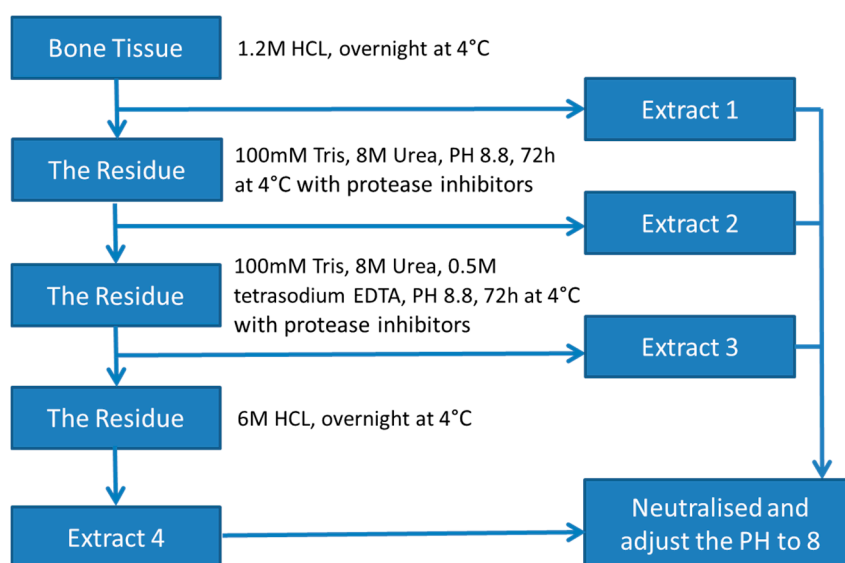 Bone Tissue
1.2M HCL, overnight at 4°C
Extract 1
The Residue
100mM Tris, 8M Urea, PH 8.8, 72h
at 4°C with protease inhibitors
Extract 2
The Residue
100mM Tris, 8M Urea, 0.5M
tetrasodium EDTA, PH 8.8, 72h at 4°C
with protease inhibitors
Extract 3
The Residue
6M HCL, overnight at 4°C
Extract 4
Neutralised and
adjust the PH to 8